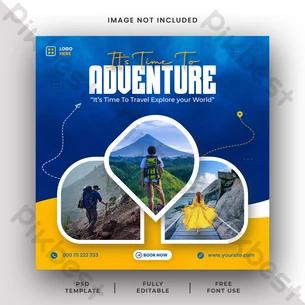 IMAGE NOT INCLUDED
LOGO
HERE
It's Time To
ADVENTURE
"It's Time To Travel Explore your World"
000 111 222 333
BOOK NOW
www.yoursite.com
PSD
TEMPLATE
FULLY
EDITABLE
FREE
FONT USE
Pikbest